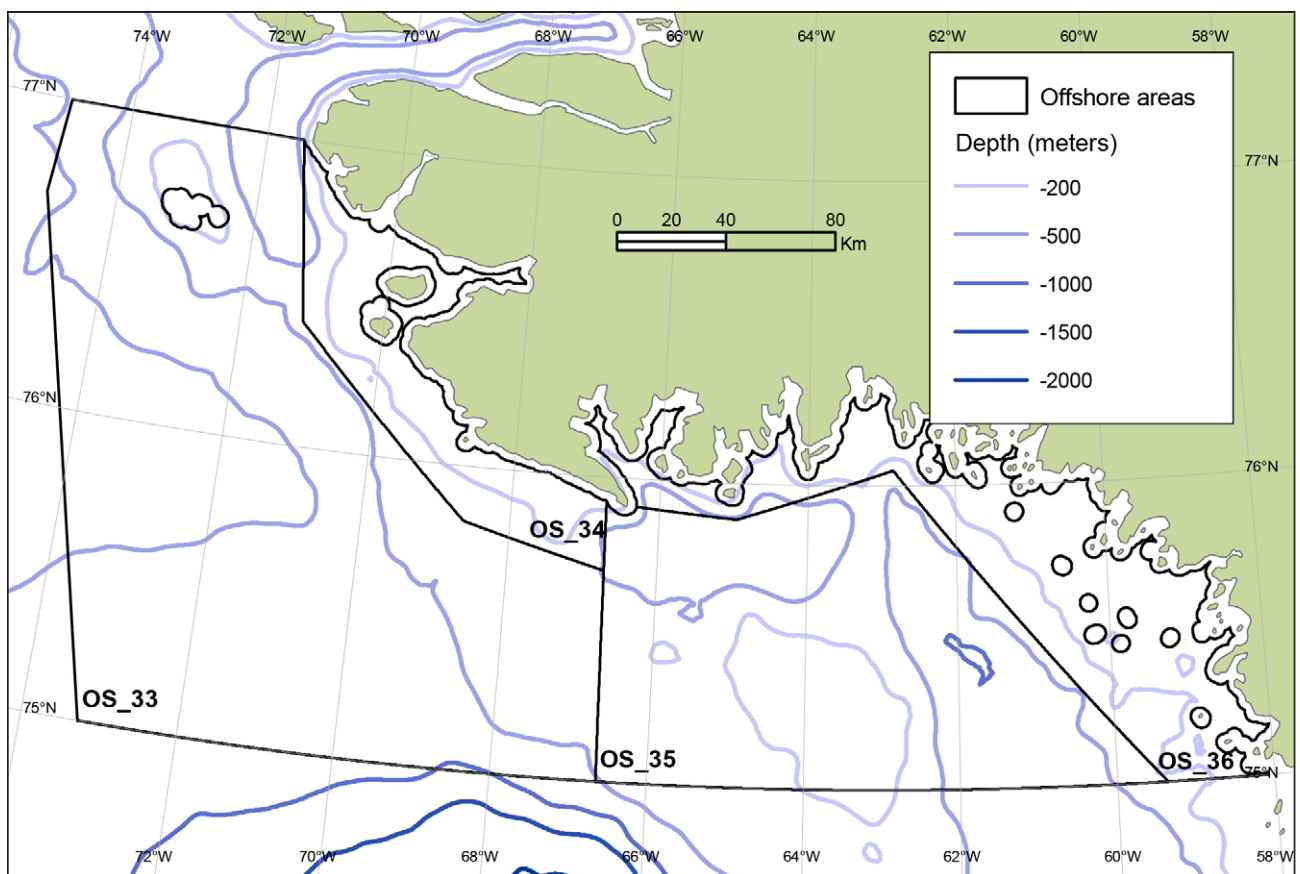 74°W 72°W 70°W 68°W 66°W 64°W 62°W 60°W 58°W
77°N
Offshore areas
Depth (meters)
77°N
-200
0 20 40 80
Km
-500
-1000
-1500
-2000
76°N
76°N
OS_34
OS_33
75°N
OS_35
OS_36
75°N
72°W 70°W 68°W 66°W 64°W 62°W 60°W 58°W